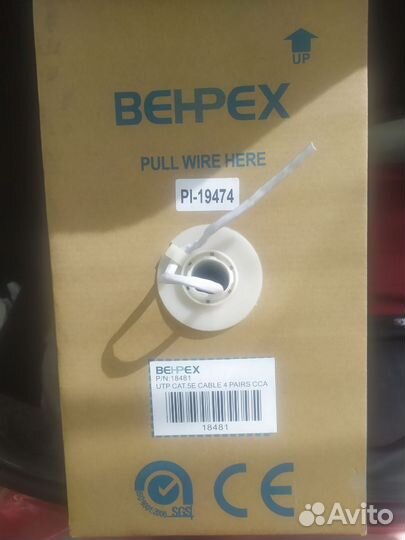 UP
BEHPEX
PULL WIRE HERE
PI-19474
BEHPEX
P/N:18481
UTP CAT.5E CABLE 4 PAIRS CCA
18481
SGS
CE
Avito